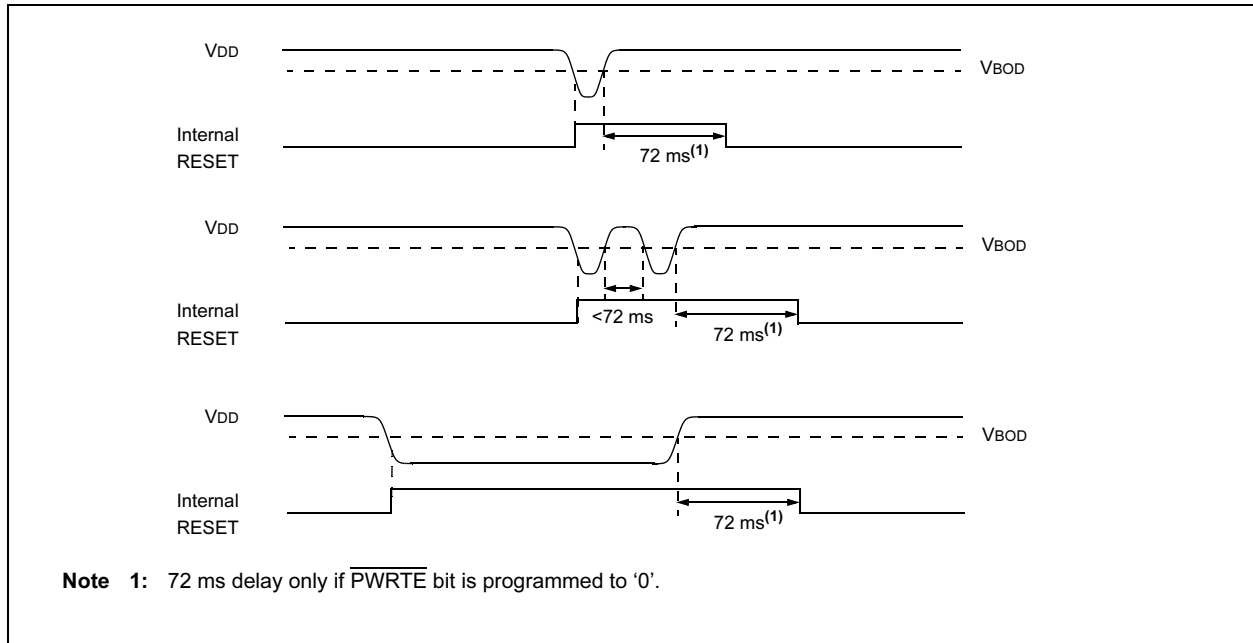 VDD
VBOD
Internal
RESET
72 ms(1)
VDD
VBOD
Internal
RESET
<72 ms
72 ms(1)
VDD
VBOD
Internal
RESET
72 ms(1)
Note 1: 72 ms delay only if PWRTE bit is programmed to ‘0’.